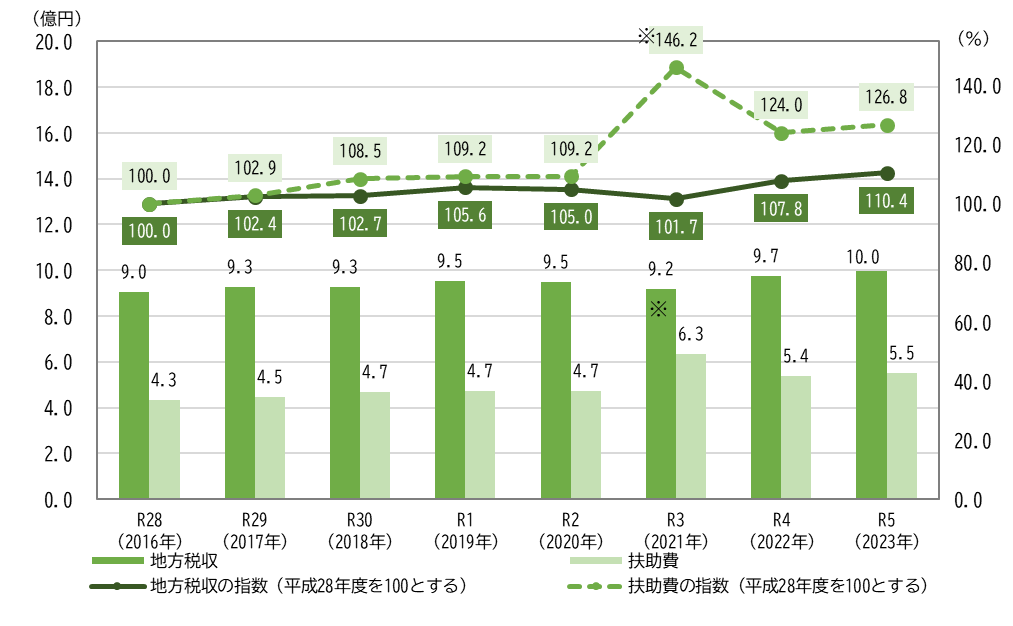 （億円）
20.0
18.0
16.0
14.0
12.0
10.0
8.0
6.0
4.0
2.0
0.0
（%）
140.0
120.0
100.0
80.0
60.0
40.0
20.0
0.0
100.0 102.9 108.5 109.2 109.2 ※146.2 124.0 126.8
100.0 102.4 102.7 105.6 105.0 101.7 107.8 110.4
9.0 9.3 9.3 9.5 9.5 9.2 9.7 10.0
※
4.3 4.5 4.7 4.7 4.7 6.3 5.4 5.5
R28 R29 R30 R1 R2 R3 R4 R5
（2016年） （2017年） （2018年） （2019年） （2020年） （2021年） （2022年） （2023年）
地方税収 扶助費
地方税収の指数（平成28年度を100とする） 扶助費の指数（平成28年度を100とする）